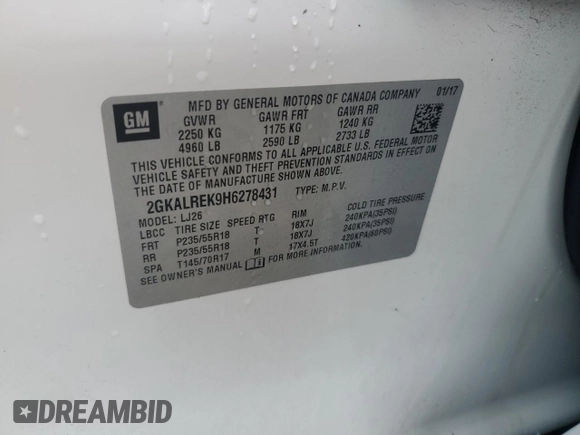 GM
MFD BY GENERAL MOTORS OF CANADA COMPANY 01/17
GVWR GAWR FRT GAWR RR
2250 KG 1175 KG 1240 KG
4960 LB 2590 LB 2733 LB
THIS VEHICLE CONFORMS TO ALL APPLICABLE U.S. FEDERAL MOTOR
VEHICLE SAFETY AND THEFT PREVENTION STANDARDS IN EFFECT ON
THE DATE OF MANUFACTURE SHOWN ABOVE.
2GKALREK9H6278431 TYPE: M.P.V.
MODEL: LJ26
LBCC TIRE SIZE SPEED RTG RIM COLD TIRE PRESSURE
FRT P235/55R18 T 18X7J 240KPA(35PSI)
RR P235/55R18 T 18X7J 240KPA(35PSI)
SPA T145/70R17 M 17X4.5T 420KPA(60PSI)
SEE OWNER'S MANUAL FOR MORE INFORMATION.
DREAMBID